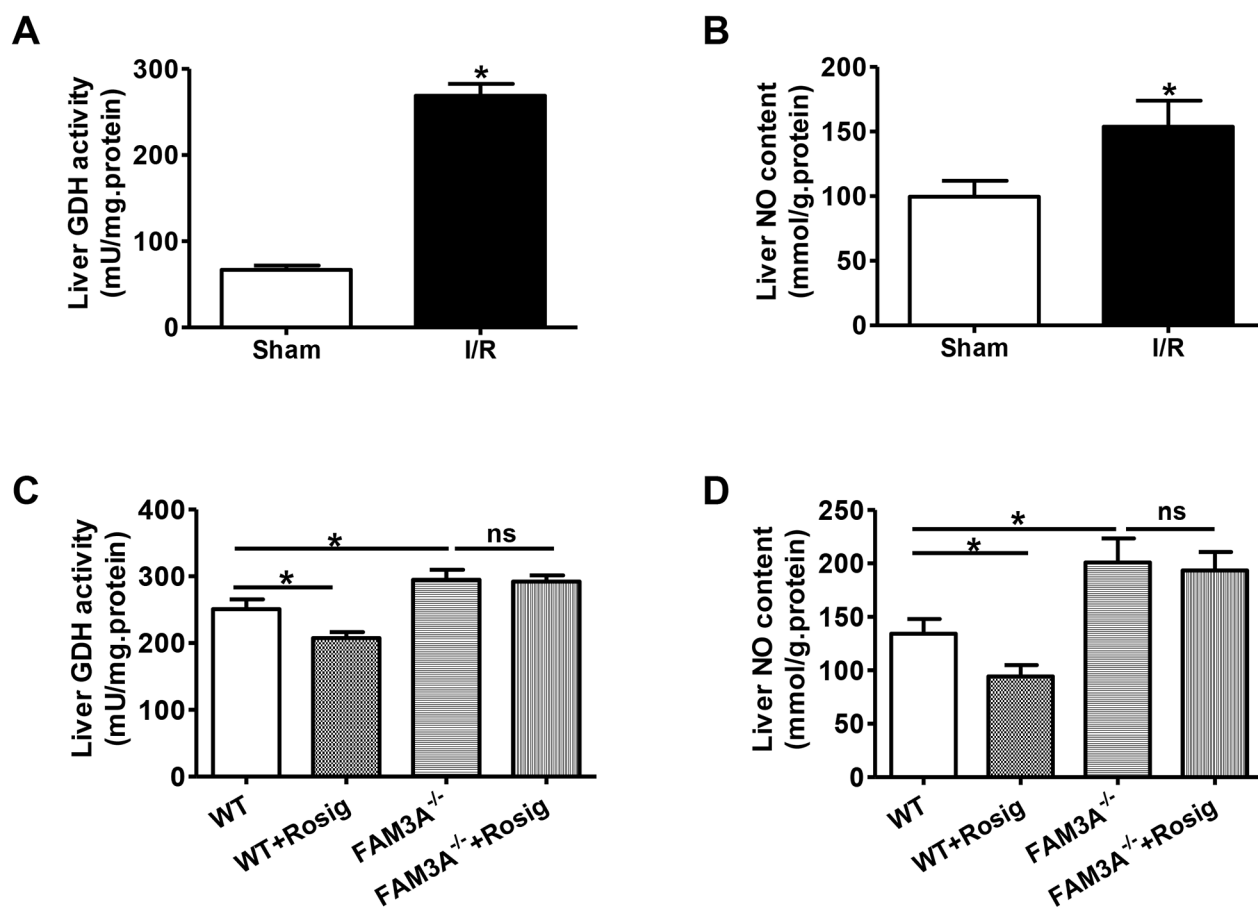 A
Liver GDH activity
(mU/mg.protein)
300
200
100
0
*
Sham
I/R
B
Liver NO content
(mmol/g.protein)
200
150
100
50
0
*
Sham
I/R
C
Liver GDH activity
(mU/mg.protein)
400
300
200
100
0
*
*
ns
WT
WT+Rosig
FAM3A-/-
FAM3A-/-+Rosig
D
Liver NO content
(mmol/g.protein)
250
200
150
100
50
0
*
*
ns
WT
WT+Rosig
FAM3A-/-
FAM3A-/-+Rosig